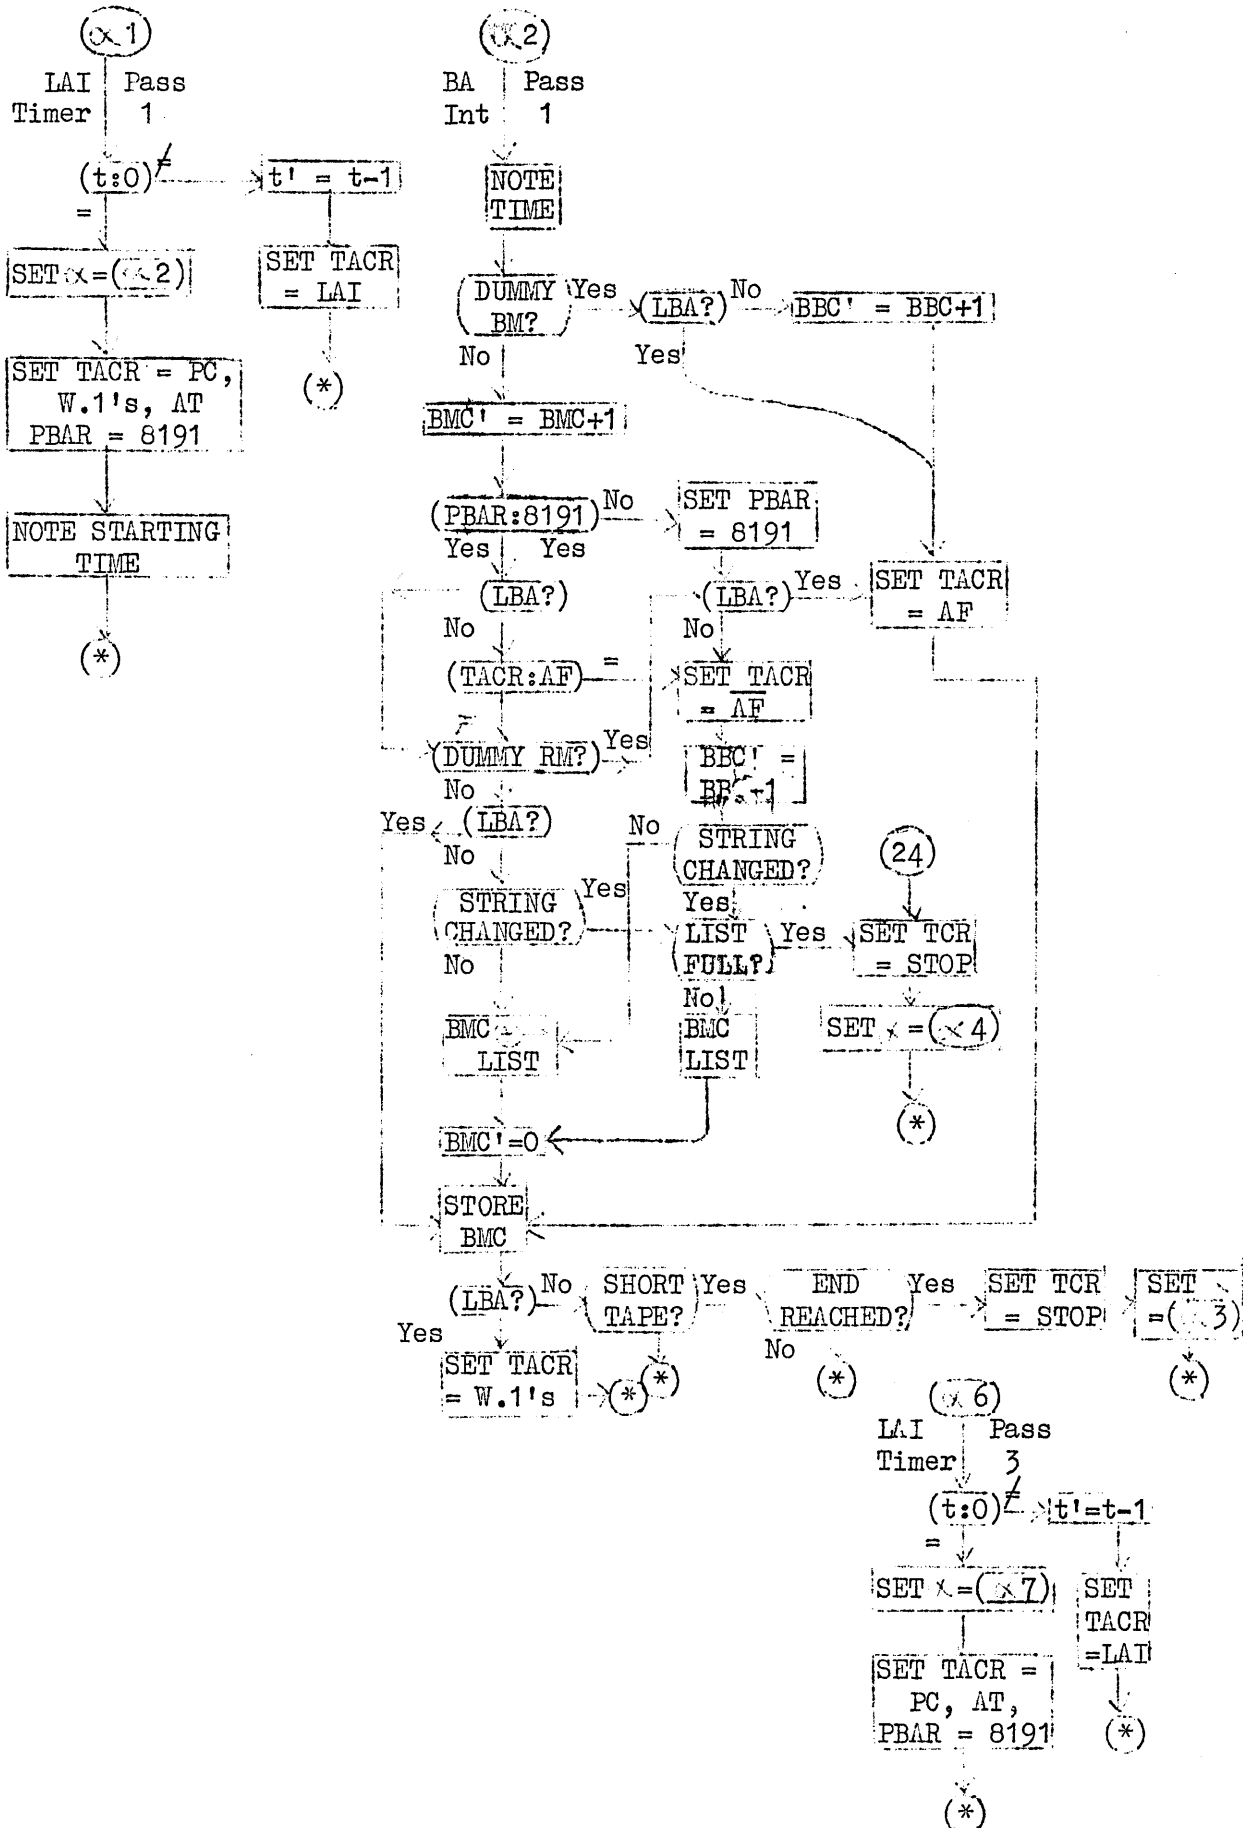 α1
LAI Pass
Timer 1
(t:0) ≠
=
t' = t-1
SET α=(α2)
SET TACR
= LAI
(*)
SET TACR = PC,
W.1's, AT
PBAR = 8191
NOTE STARTING
TIME
(*)
α2
BA Pass
Int 1
NOTE
TIME
(DUMMY
BM?)
Yes
(LBA?)
No
BBC' = BBC+1
Yes
No
BMC' = BMC+1
(PBAR:8191)
No
SET PBAR
= 8191
Yes Yes
(LBA?)
(LBA?)
Yes
SET TACR
= AF
No
No
(TACR:AF)
=
SET TACR
= AF
≠
(DUMMY RM?)
Yes
BBC' =
BBC+1
No
Yes
(LBA?)
No
No
(STRING
CHANGED?)
(24)
(STRING
CHANGED?)
Yes
Yes
(LIST
FULL?)
Yes
SET TCR
= STOP
No
No
BMC
LIST
BMC
LIST
SET α=(α4)
(*)
BMC'=0
STORE
BMC
(LBA?)
No
(SHORT
TAPE?)
Yes
(END
REACHED?)
Yes
SET TCR
= STOP
SET α
=(α3)
Yes
No
SET TACR
= W.1's
(*)
(*)
(*)
(*)
α6
LAI Pass
Timer 3
(t:0) ≠
t'=t-1
=
SET α=(α7)
SET
TACR
=LAI
SET TACR =
PC, AT,
PBAR = 8191
(*)
(*)